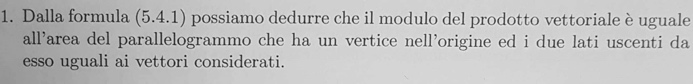 1. Dalla formula (5.4.1) possiamo dedurre che il modulo del prodotto vettoriale è uguale
all'area del parallelogrammo che ha un vertice nell'origine ed i due lati uscenti da
esso uguali ai vettori considerati.